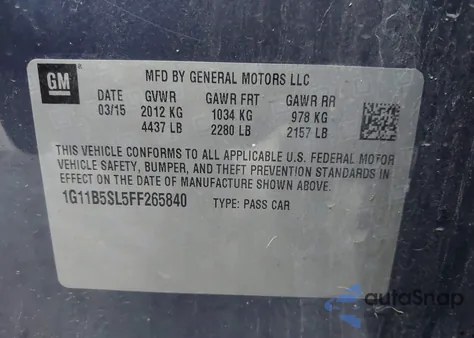 GM ®
MFD BY GENERAL MOTORS LLC
DATE GVWR GAWR FRT GAWR RR
03/15 2012 KG 1034 KG 978 KG
4437 LB 2280 LB 2157 LB
THIS VEHICLE CONFORMS TO ALL APPLICABLE U.S. FEDERAL MOTOR
VEHICLE SAFETY, BUMPER, AND THEFT PREVENTION STANDARDS IN
EFFECT ON THE DATE OF MANUFACTURE SHOWN ABOVE.
1G11B5SL5FF265840 TYPE: PASS CAR
autoSnap